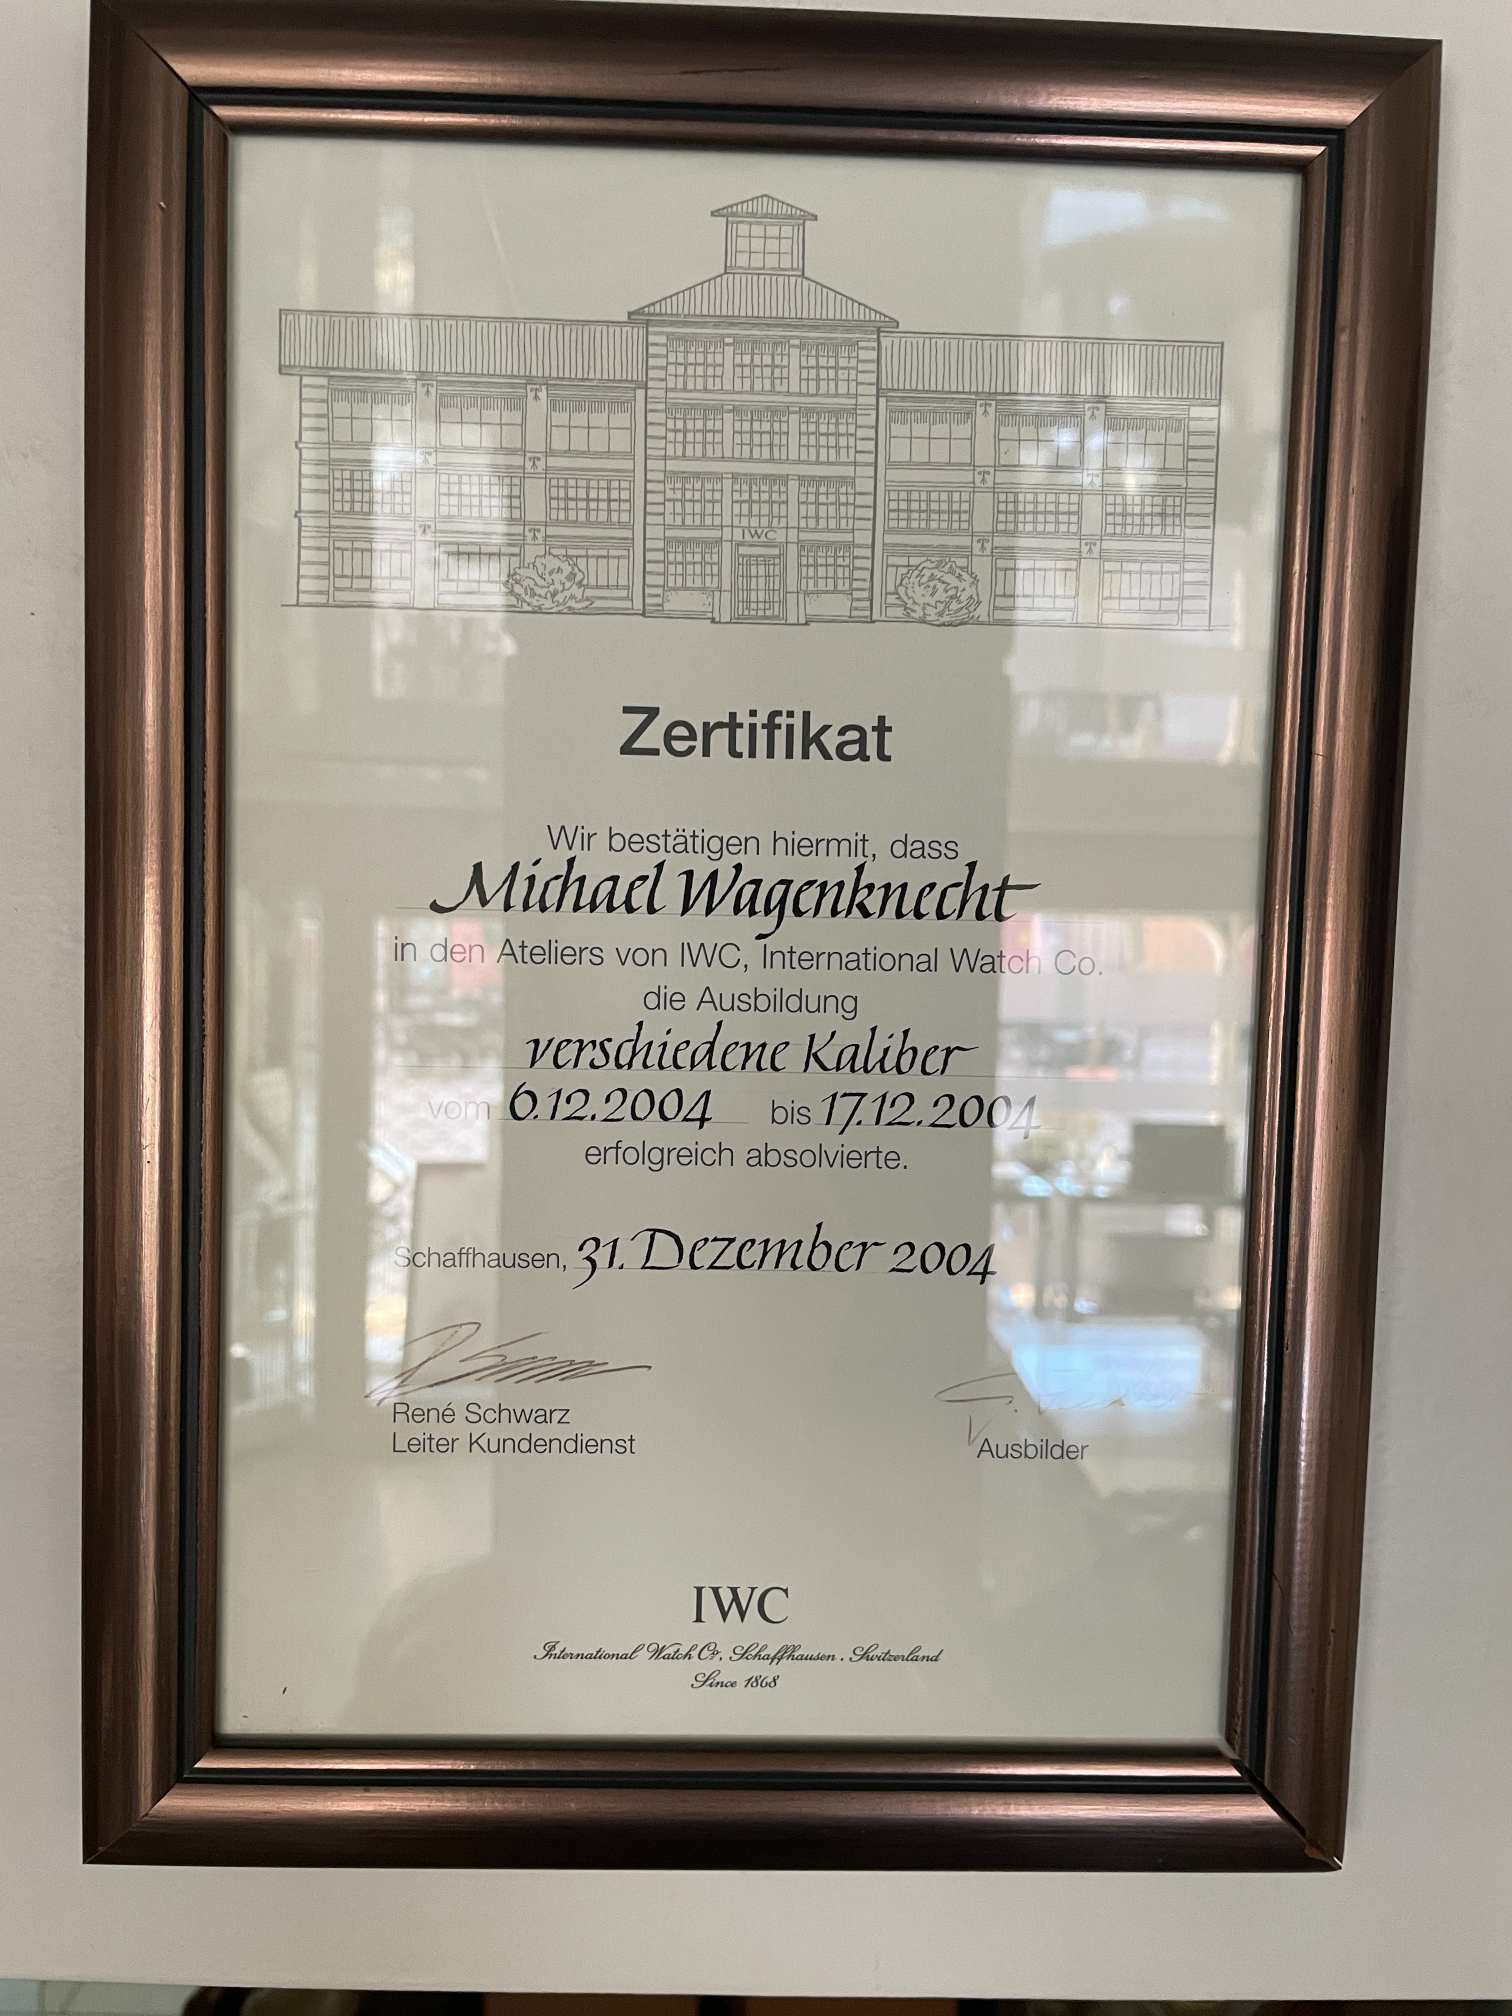 IWC
Zertifikat
Wir bestätigen hiermit, dass
Michael Wagenknecht
in den Ateliers von IWC, International Watch Co.
die Ausbildung
verschiedene Kaliber
vom 6.12.2004 bis 17.12.2004
erfolgreich absolvierte.
Schaffhausen, 31. Dezember 2004
René Schwarz
Leiter Kundendienst
Ausbilder
IWC
International Watch Co. Schaffhausen. Switzerland
Since 1868